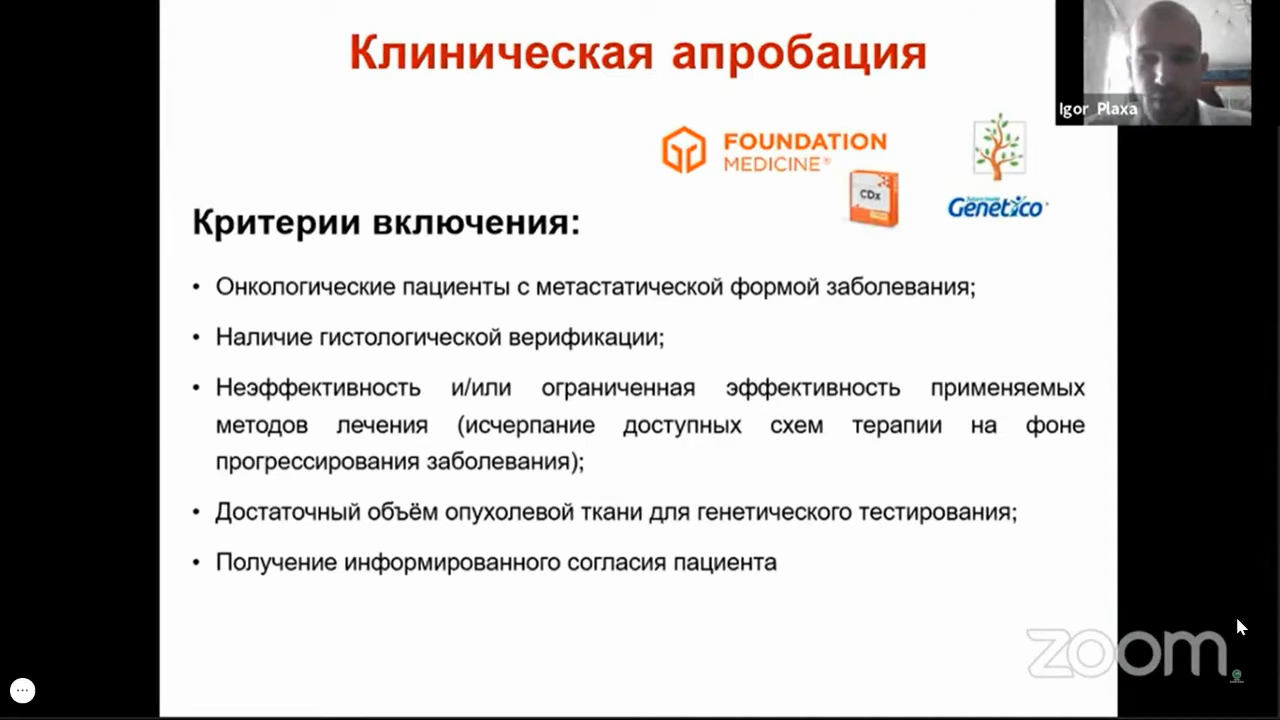 Клиническая апробация
Igor Plaxa
FOUNDATION
MEDICINE®
CDx
Genetico
Критерии включения:
• Онкологические пациенты с метастатической формой заболевания;
• Наличие гистологической верификации;
• Неэффективность и/или ограниченная эффективность применяемых
методов лечения (исчерпание доступных схем терапии на фоне
прогрессирования заболевания);
• Достаточный объём опухолевой ткани для генетического тестирования;
• Получение информированного согласия пациента
zoom